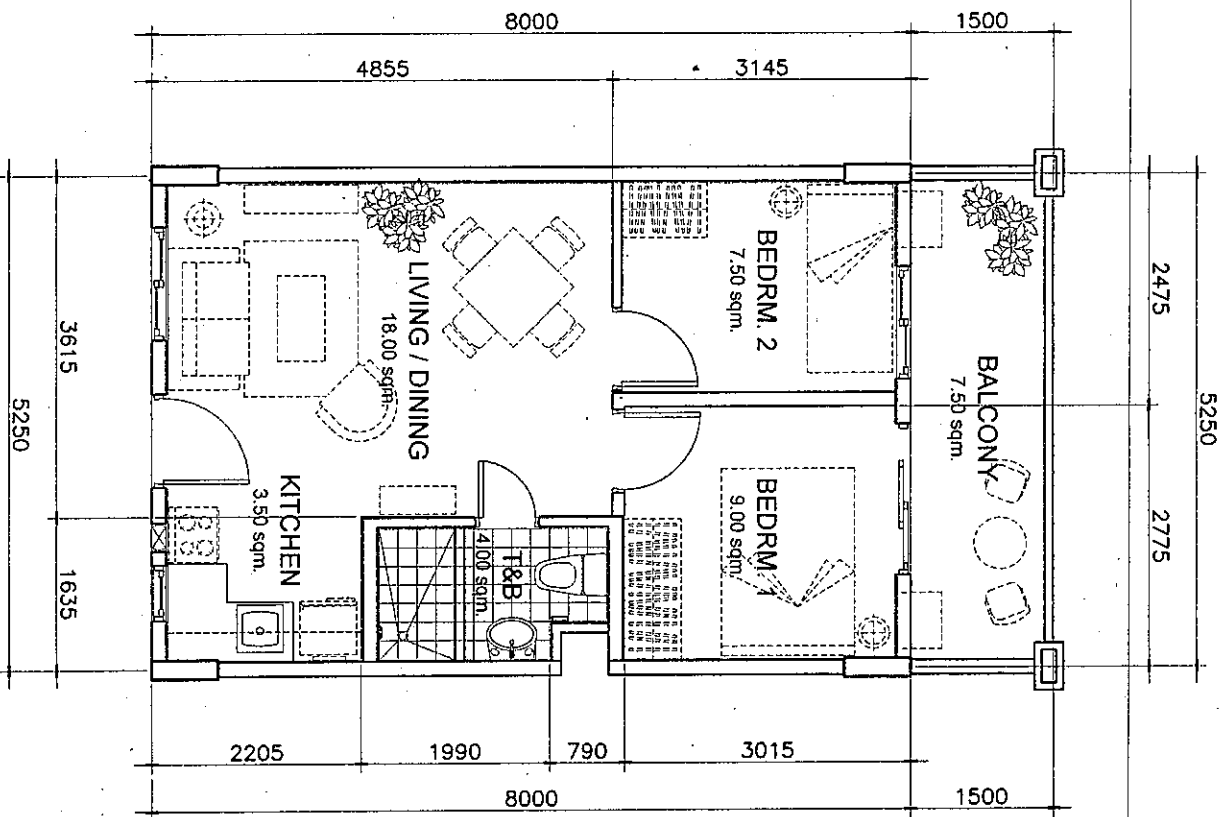 8000
1500
4855
3145
BEDRM. 2
7.50 sqm.
LIVING / DINING
18.00 sqm.
BALCONY
7.50 sqm.
2475
5250
3615
5250
KITCHEN
3.50 sqm.
T&B
4.00 sqm.
BEDRM. 1
9.00 sqm.
2775
1635
2205
1990
790
3015
8000
1500